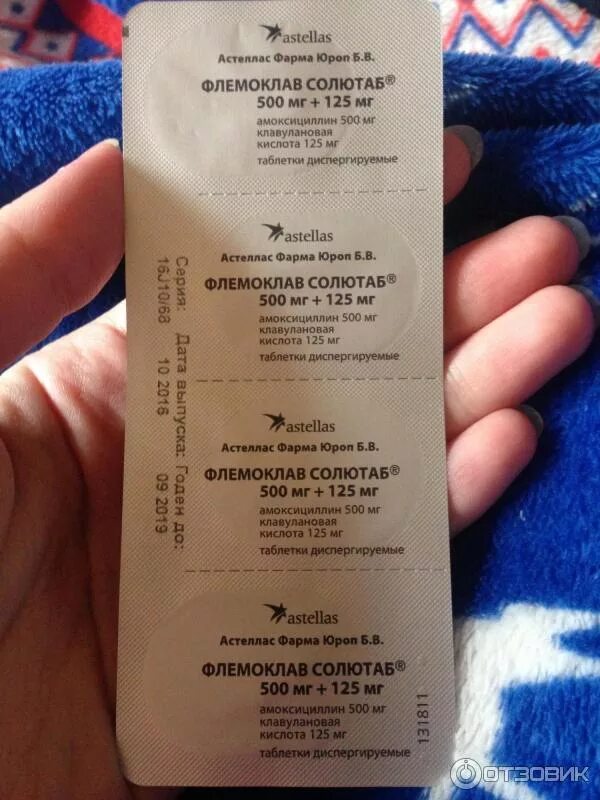 astellas
Астеллас Фарма Юроп Б.В.
ФЛЕМОКЛАВ СОЛЮТАБ®
500 мг + 125 мг
амоксициллин 500 мг
клавулановая
кислота 125 мг
таблетки диспергируемые
astellas
Астеллас Фарма Юроп Б.В.
ФЛЕМОКЛАВ СОЛЮТАБ®
500 мг + 125 мг
амоксициллин 500 мг
клавулановая
кислота 125 мг
таблетки диспергируемые
astellas
Астеллас Фарма Юроп Б.В.
ФЛЕМОКЛАВ СОЛЮТАБ®
500 мг + 125 мг
амоксициллин 500 мг
клавулановая
кислота 125 мг
таблетки диспергируемые
astellas
Астеллас Фарма Юроп Б.В.
ФЛЕМОКЛАВ СОЛЮТАБ®
500 мг + 125 мг
амоксициллин 500 мг
клавулановая
кислота 125 мг
таблетки диспергируемые
Серия: Дата выпуска: Годен до:
16J10/68 10 2016 09 2019
131811
ОТЗОВИК